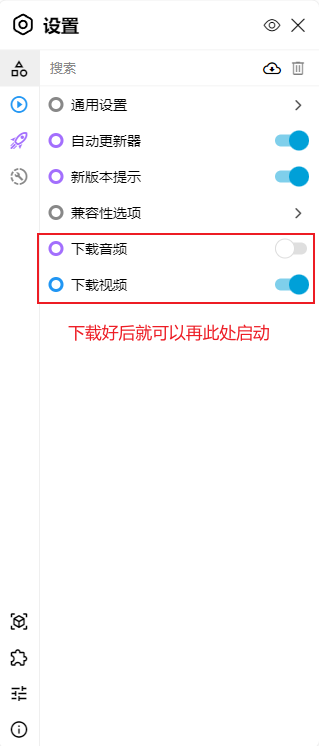 设置
搜索
通用设置
自动更新器
新版本提示
兼容性选项
下载音频
下载视频
下载好后就可以再此处启动